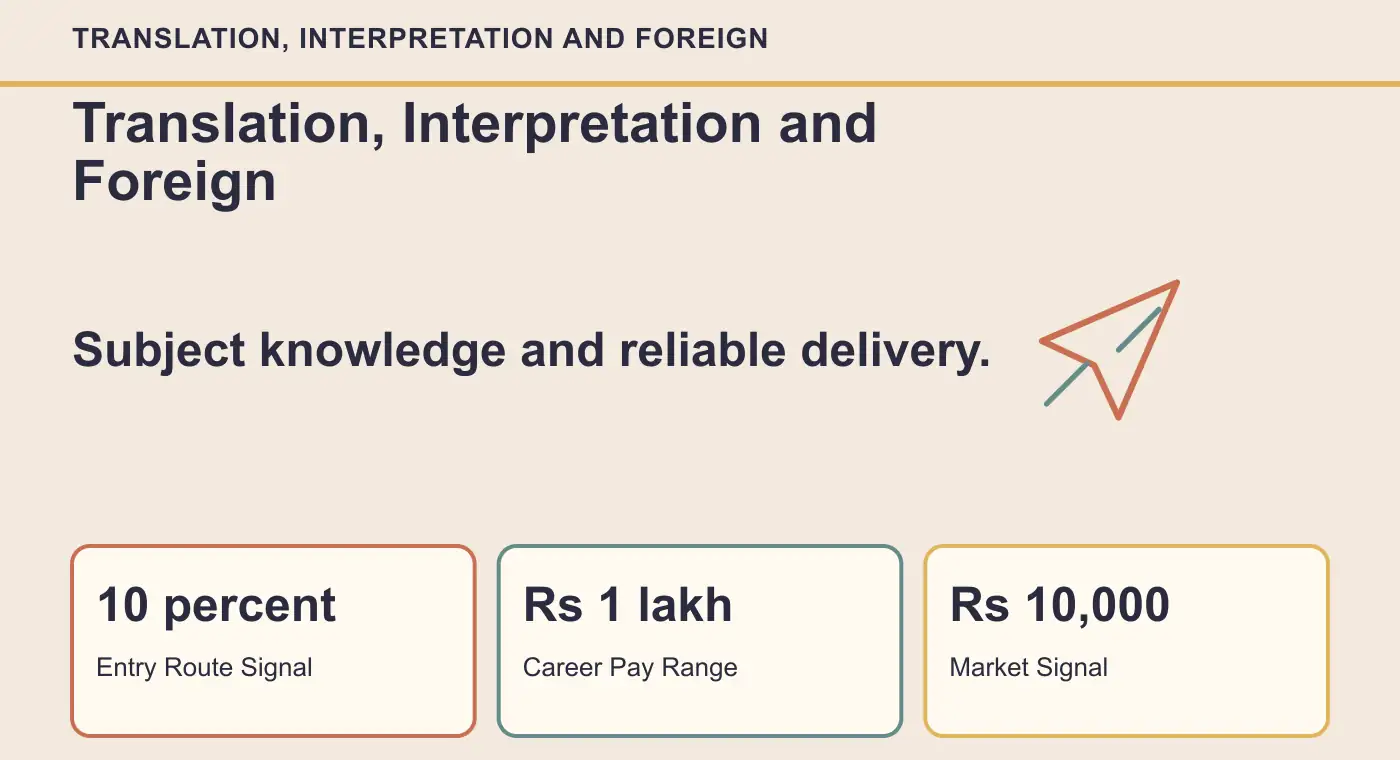 TRANSLATION, INTERPRETATION AND FOREIGN
Translation, Interpretation and
Foreign
Subject knowledge and reliable delivery.
10 percent
Entry Route Signal
Rs 1 lakh
Career Pay Range
Rs 10,000
Market Signal